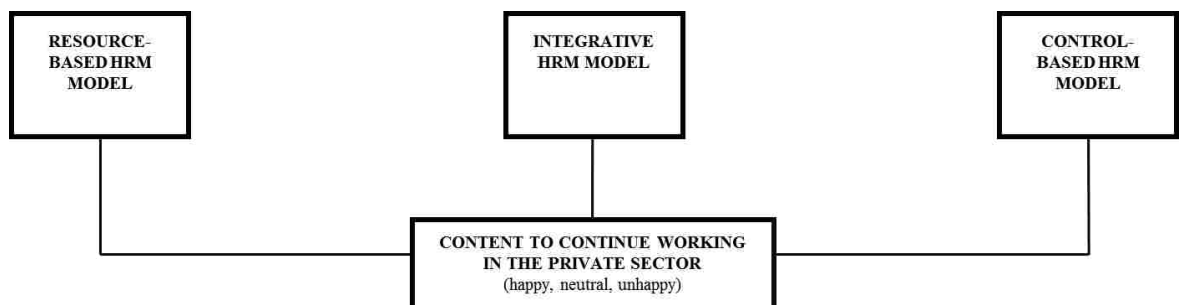 RESOURCE-
BASED HRM
MODEL
INTEGRATIVE
HRM MODEL
CONTROL-
BASED HRM
MODEL
CONTENT TO CONTINUE WORKING
IN THE PRIVATE SECTOR
(happy, neutral, unhappy)